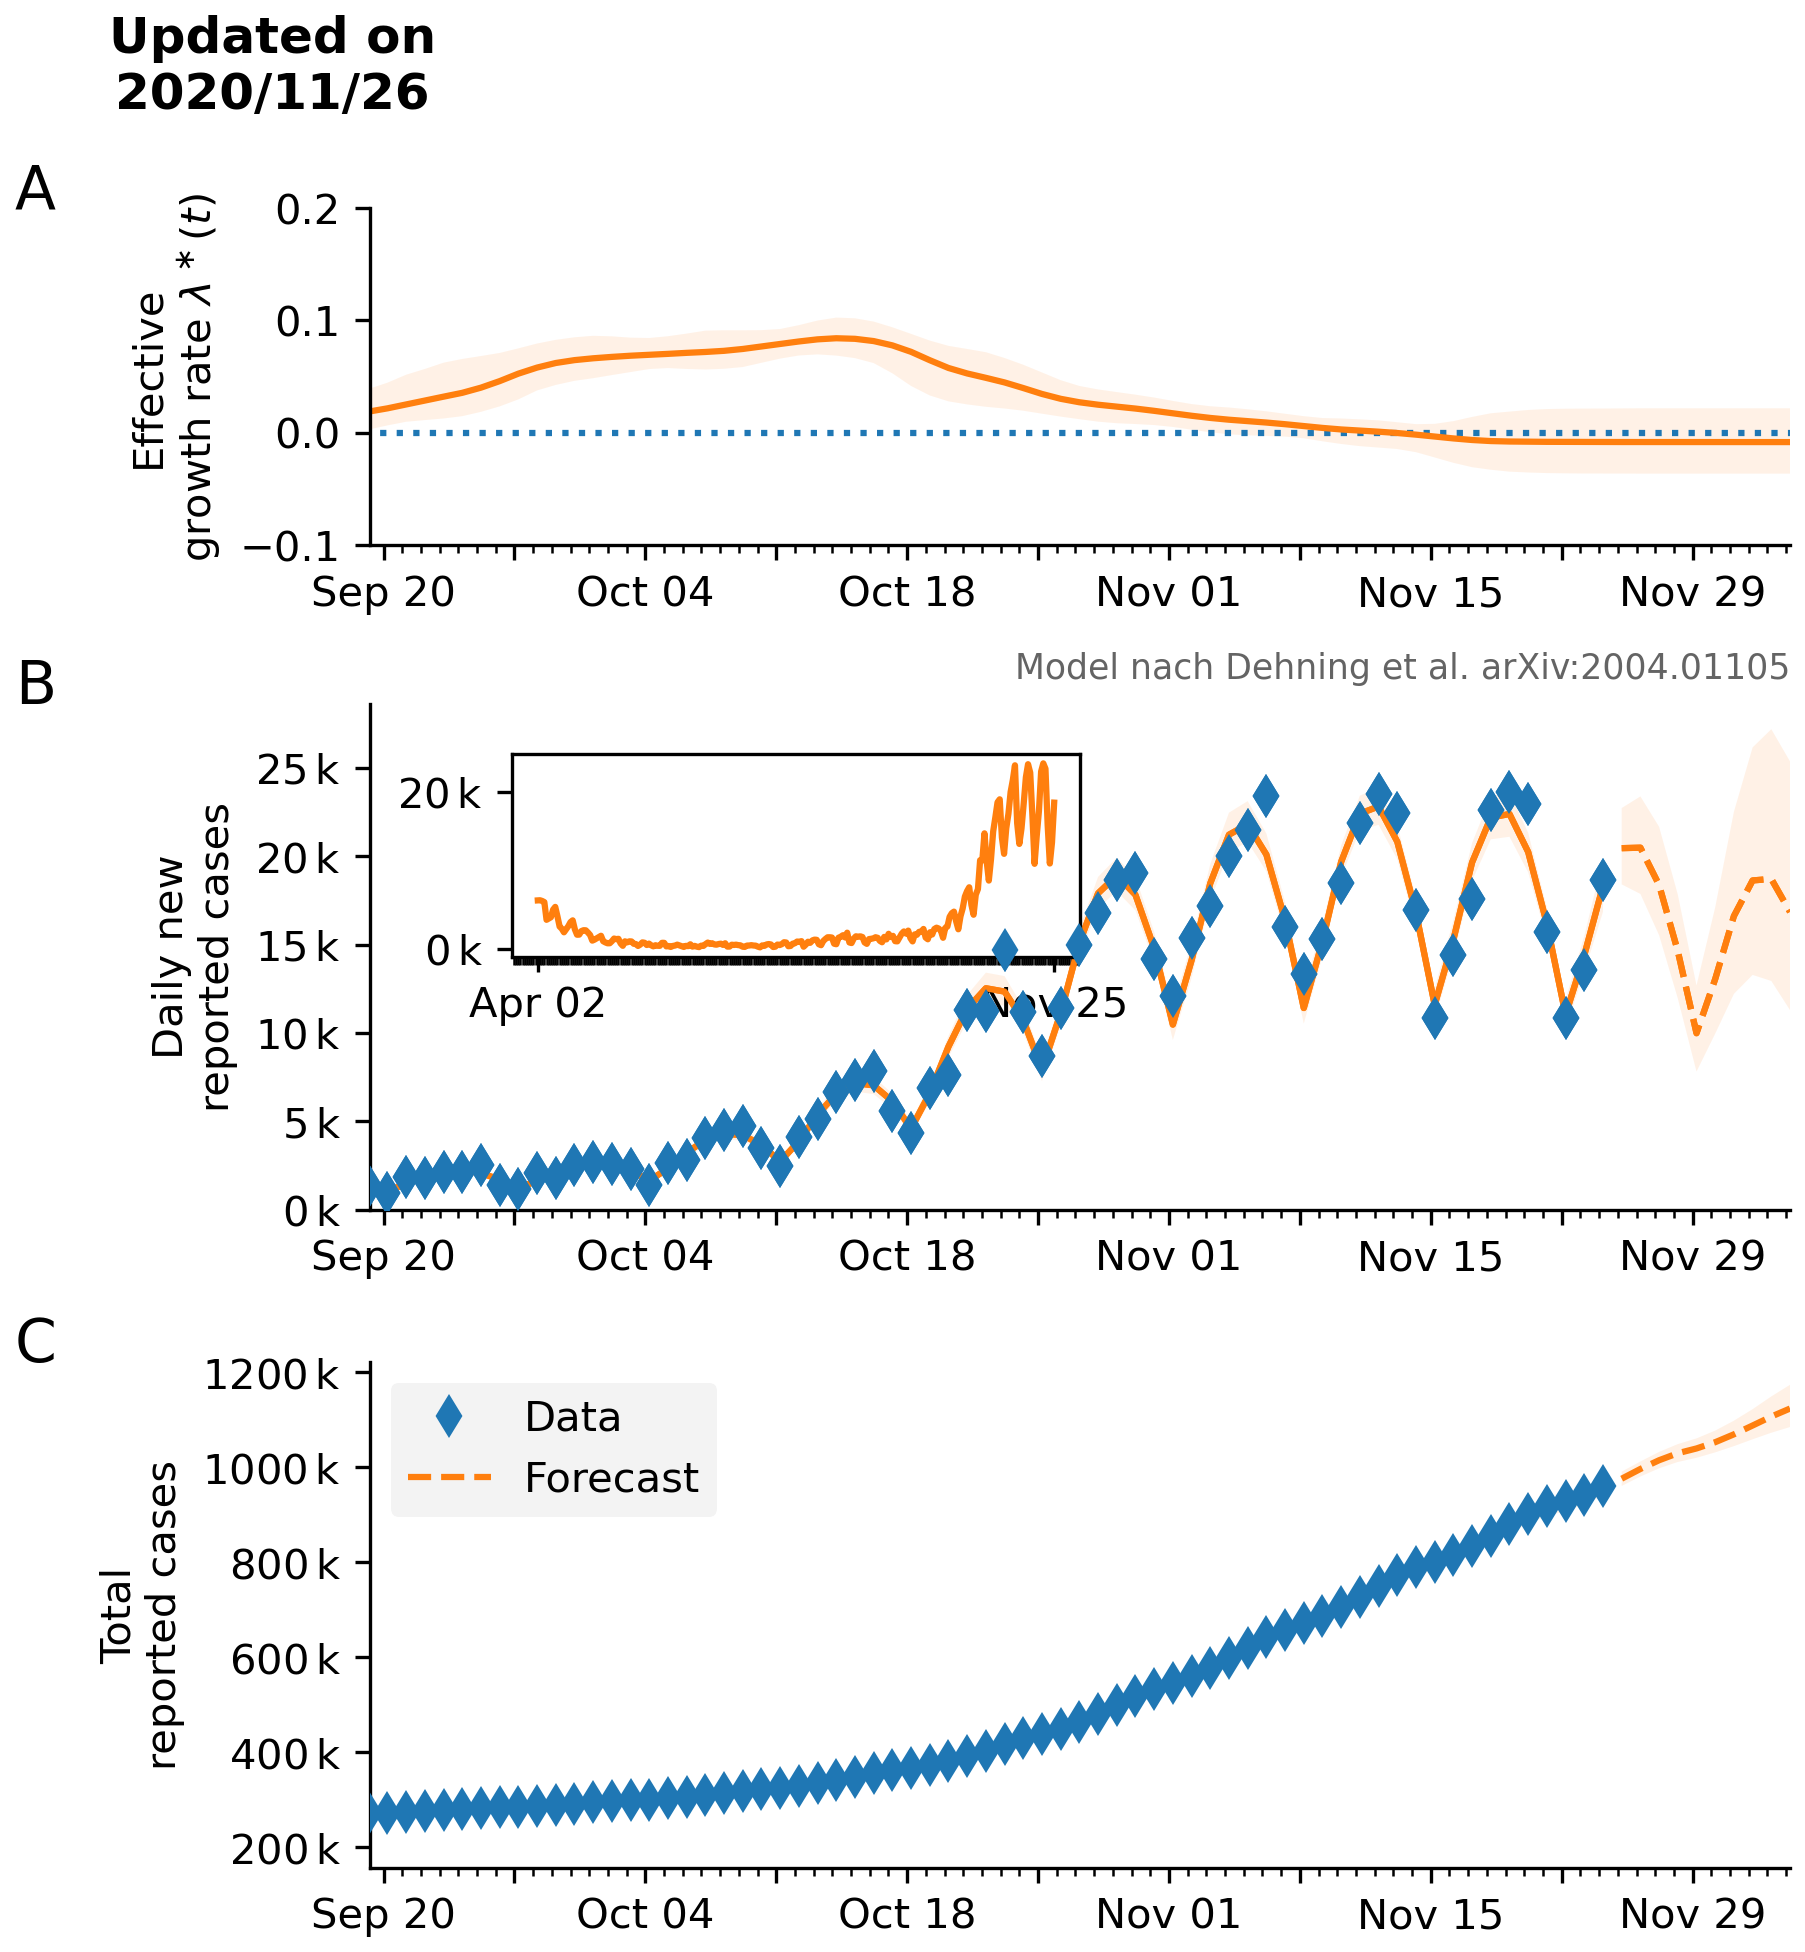 Updated on
2020/11/26
A
Effective
growth rate λ * (t)
0.2
0.1
0.0
−0.1
Sep 20 Oct 04 Oct 18 Nov 01 Nov 15 Nov 29
Model nach Dehning et al. arXiv:2004.01105
B
Daily new
reported cases
25 k
20 k
15 k
10 k
5 k
0 k
20 k
0 k
Apr 02 Nov 25
Sep 20 Oct 04 Oct 18 Nov 01 Nov 15 Nov 29
C
Total
reported cases
1200 k
1000 k
800 k
600 k
400 k
200 k
Data
Forecast
Sep 20 Oct 04 Oct 18 Nov 01 Nov 15 Nov 29